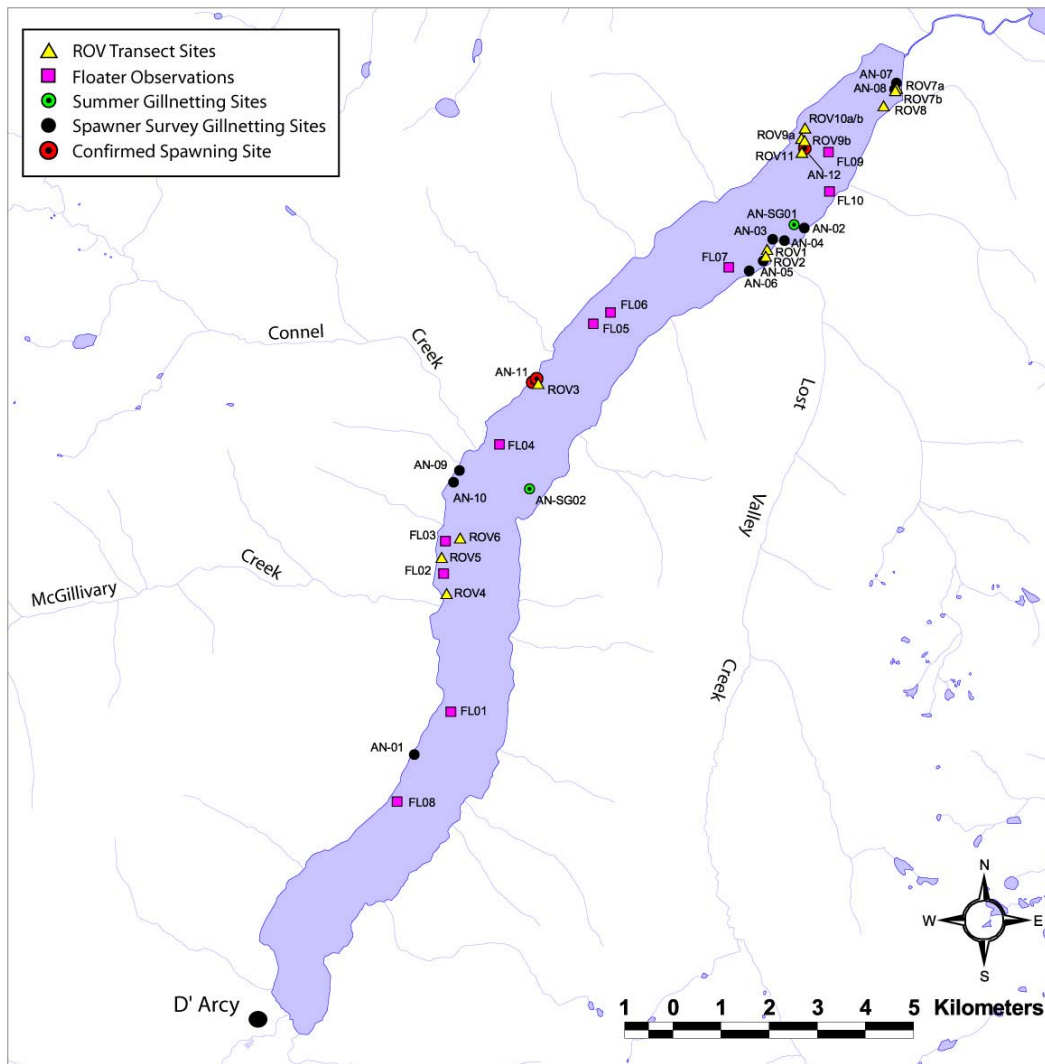 ROV Transect Sites
Floater Observations
Summer Gillnetting Sites
Spawner Survey Gillnetting Sites
Confirmed Spawning Site
AN-07
AN-08
ROV7a
ROV7b
ROV8
ROV10a/b
ROV9a
ROV9b
ROV11
FL09
AN-12
FL10
AN-SG01
AN-02
AN-03
AN-04
ROV1
ROV2
FL07
AN-05
AN-06
FL06
FL05
Connel
Creek
AN-11
ROV3
Lost
FL04
AN-09
AN-10
AN-SG02
Valley
FL03
ROV6
ROV5
FL02
Creek
McGillivary
ROV4
Creek
FL01
AN-01
FL08
N
W
E
S
D' Arcy
1 0 1 2 3 4 5 Kilometers